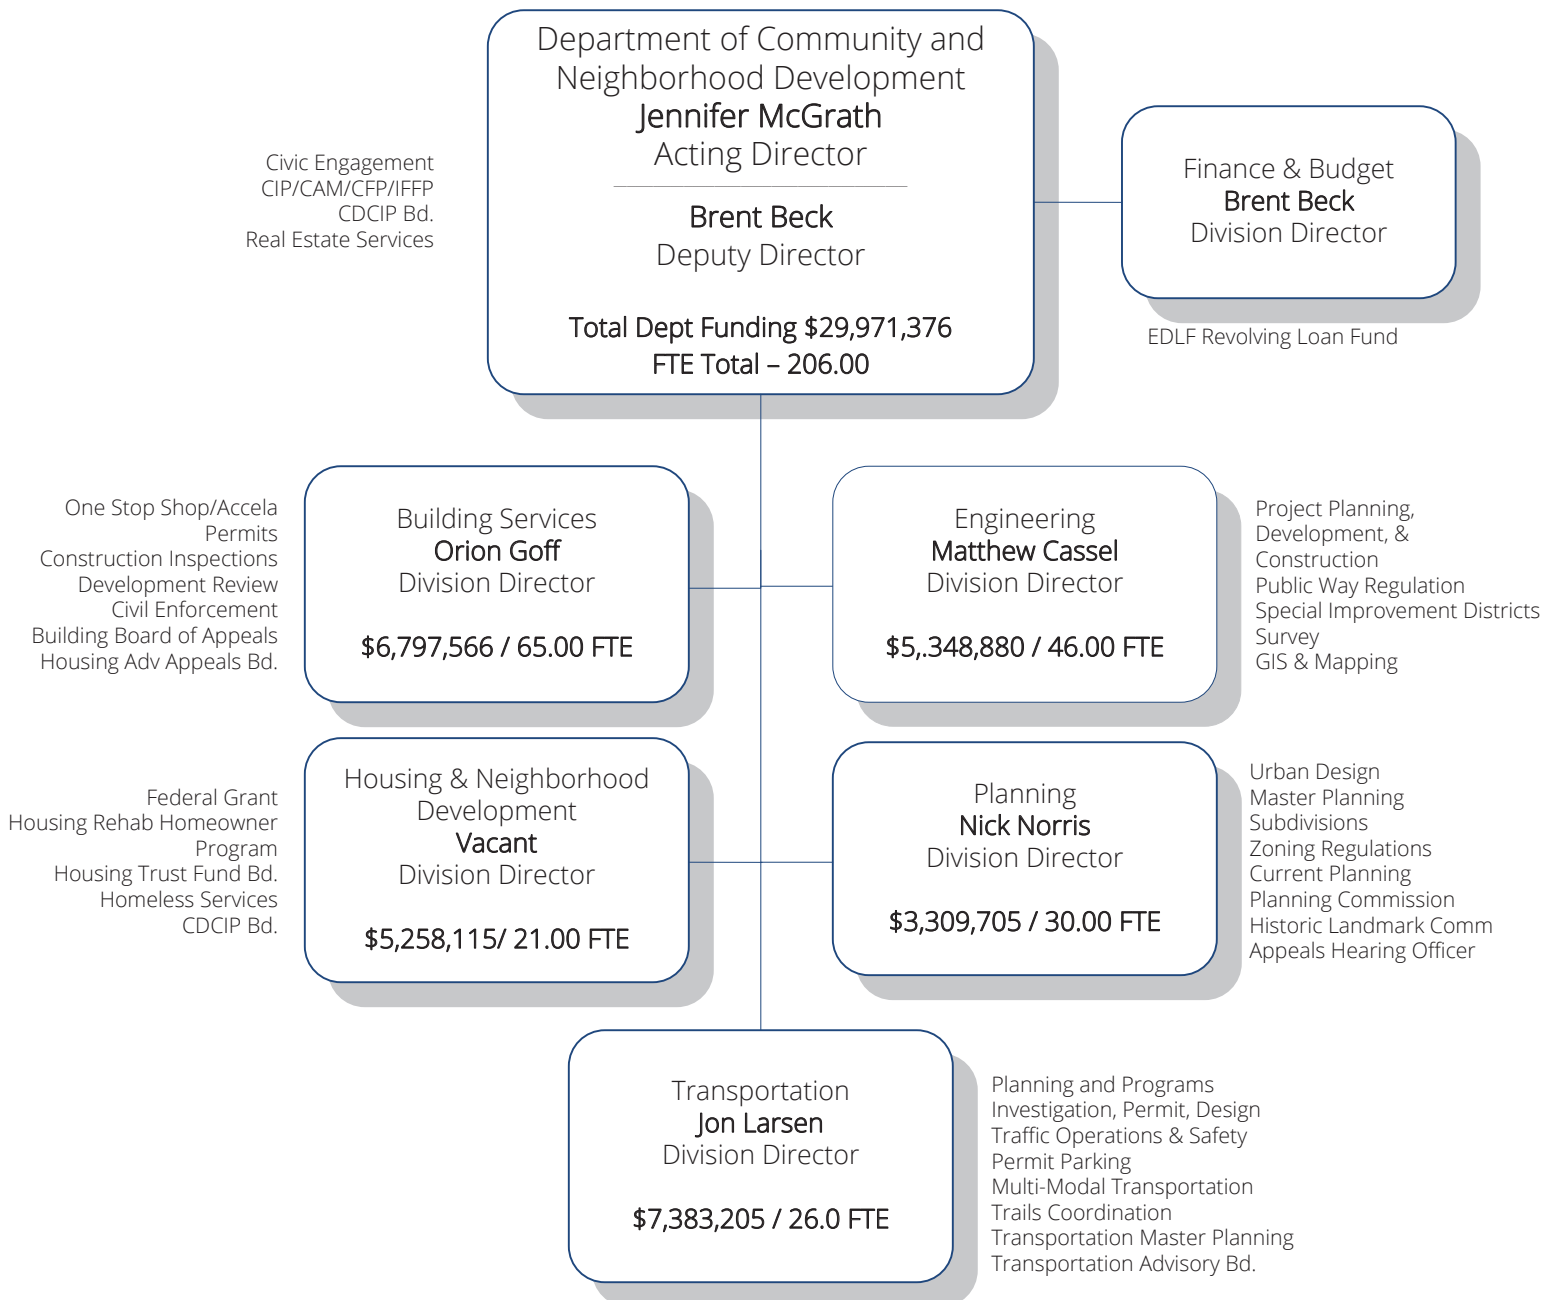 Department of Community and
Neighborhood Development
Jennifer McGrath
Acting Director
Brent Beck
Deputy Director
Total Dept Funding $29,971,376
FTE Total – 206.00
Civic Engagement
CIP/CAM/CFP/IFFP
CDCIP Bd.
Real Estate Services
Finance & Budget
Brent Beck
Division Director
EDLF Revolving Loan Fund
One Stop Shop/Accela
Permits
Construction Inspections
Development Review
Civil Enforcement
Building Board of Appeals
Housing Adv Appeals Bd.
Building Services
Orion Goff
Division Director
$6,797,566 / 65.00 FTE
Engineering
Matthew Cassel
Division Director
$5,.348,880 / 46.00 FTE
Project Planning,
Development, &
Construction
Public Way Regulation
Special Improvement Districts
Survey
GIS & Mapping
Federal Grant
Housing Rehab Homeowner
Program
Housing Trust Fund Bd.
Homeless Services
CDCIP Bd.
Housing & Neighborhood
Development
Vacant
Division Director
$5,258,115/ 21.00 FTE
Planning
Nick Norris
Division Director
$3,309,705 / 30.00 FTE
Urban Design
Master Planning
Subdivisions
Zoning Regulations
Current Planning
Planning Commission
Historic Landmark Comm
Appeals Hearing Officer
Transportation
Jon Larsen
Division Director
$7,383,205 / 26.0 FTE
Planning and Programs
Investigation, Permit, Design
Traffic Operations & Safety
Permit Parking
Multi-Modal Transportation
Trails Coordination
Transportation Master Planning
Transportation Advisory Bd.